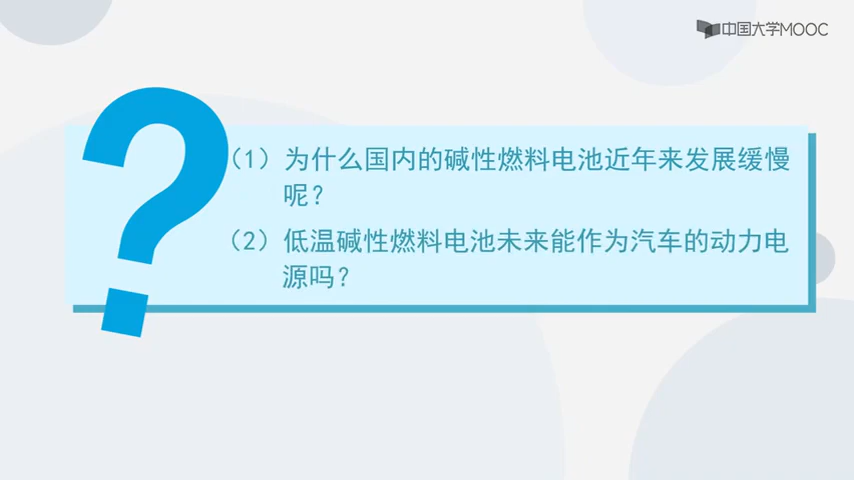 中国大学MOOC
（1）为什么国内的碱性燃料电池近年来发展缓慢
呢？
（2）低温碱性燃料电池未来能作为汽车的动力电
源吗？